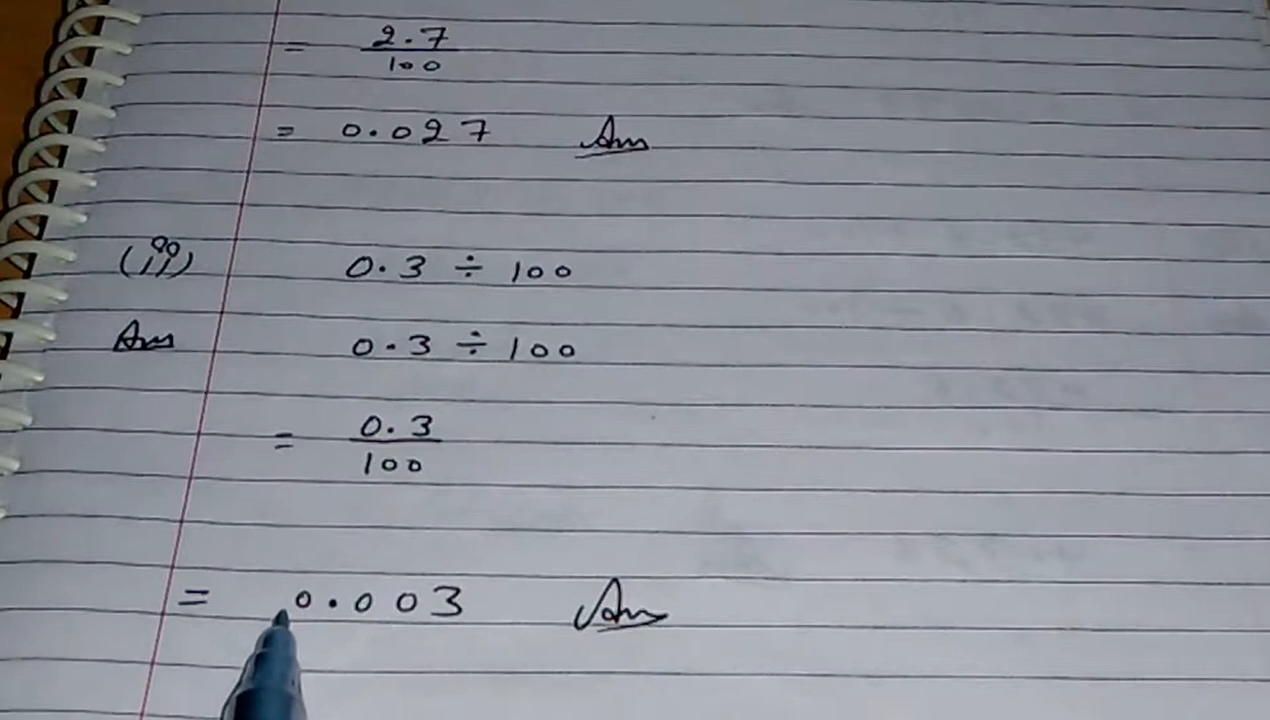 = 2.7/100
= 0.027 Ans
(ii) 0.3 ÷ 100
Ans 0.3 ÷ 100
= 0.3/100
= 0.003 Ans